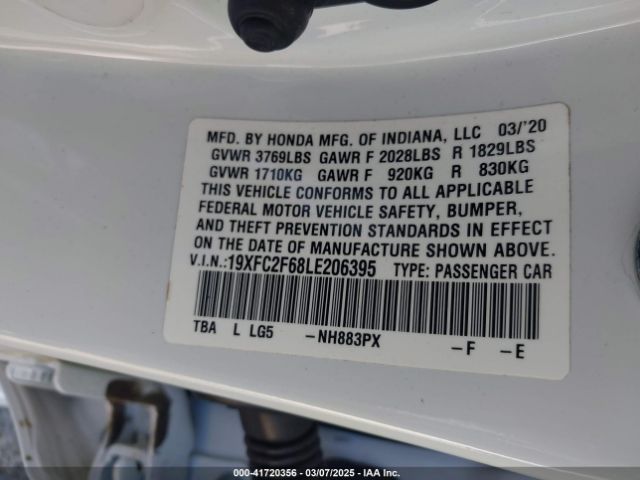 MFD. BY HONDA MFG. OF INDIANA, LLC 03/'20
GVWR 3769LBS GAWR F 2028LBS R 1829LBS
GVWR 1710KG GAWR F 920KG R 830KG
THIS VEHICLE CONFORMS TO ALL APPLICABLE
FEDERAL MOTOR VEHICLE SAFETY, BUMPER,
AND THEFT PREVENTION STANDARDS IN EFFECT
ON THE DATE OF MANUFACTURE SHOWN ABOVE.
V.I.N.:19XFC2F68LE206395 TYPE: PASSENGER CAR
TBA L LG5 -NH883PX -F -E
000-41720356 — 03/07/2025 — IAA Inc.